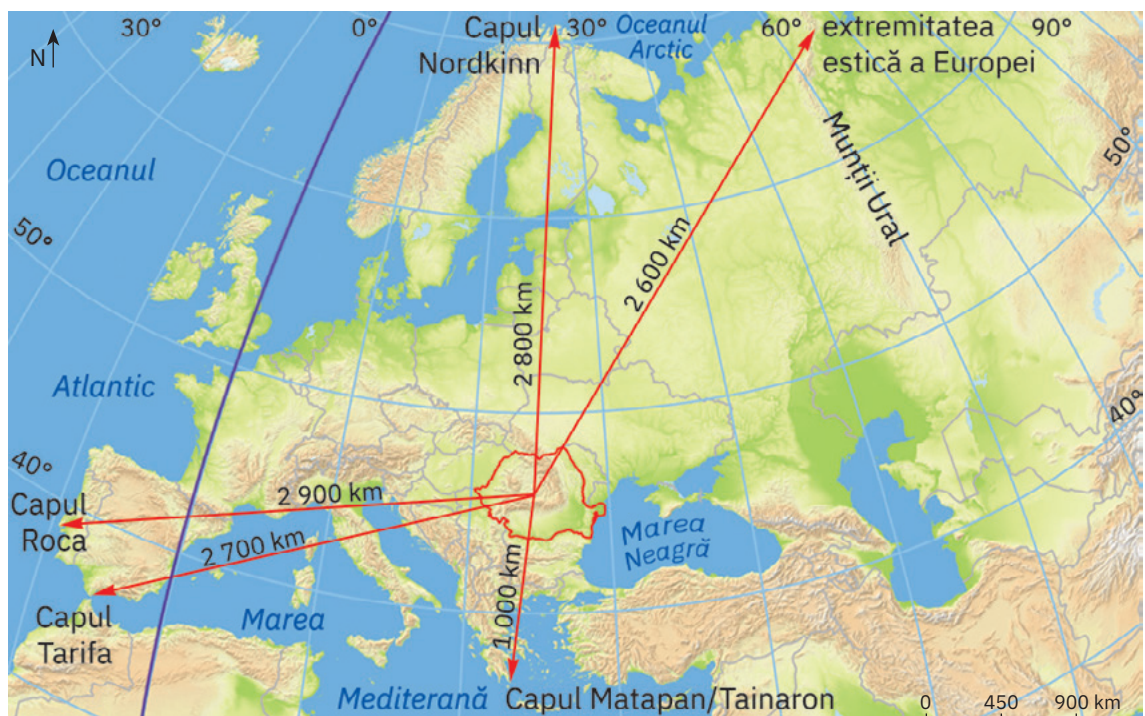 30°
0°
Capul
Nordkinn
30°
Oceanul
Arctic
60°
extremitatea
estică a Europei
90°
N
Oceanul
Munții Ural
50°
50°
2 600 km
2 800 km
Atlantic
40°
40°
Capul
Roca
2 900 km
2 700 km
Marea
Neagră
1 000 km
Capul
Tarifa
Marea
Mediterană
Capul Matapan/Tainaron
0 450 900 km